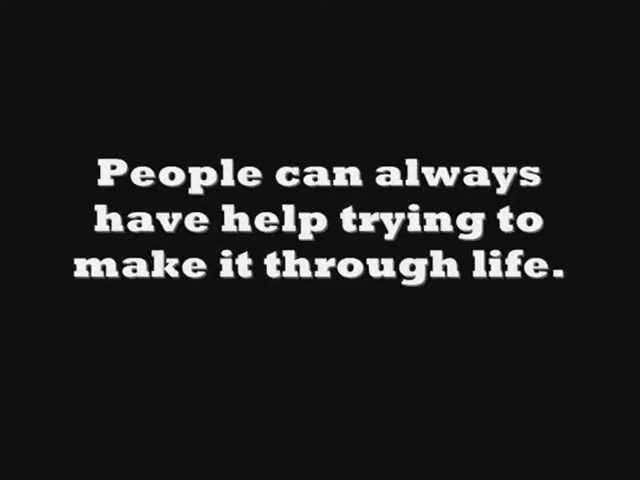 People can always
have help trying to
make it through life.